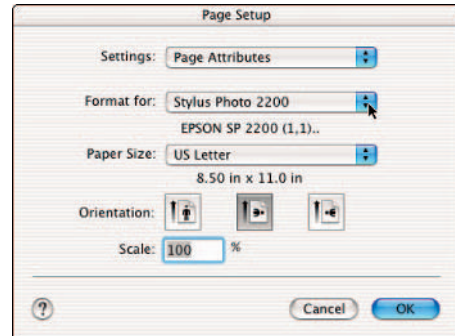 Page Setup
Settings: Page Attributes
Format for: Stylus Photo 2200
EPSON SP 2200 (1,1)..
Paper Size: US Letter
8.50 in x 11.0 in
Orientation:
Scale: 100 %
? Cancel OK